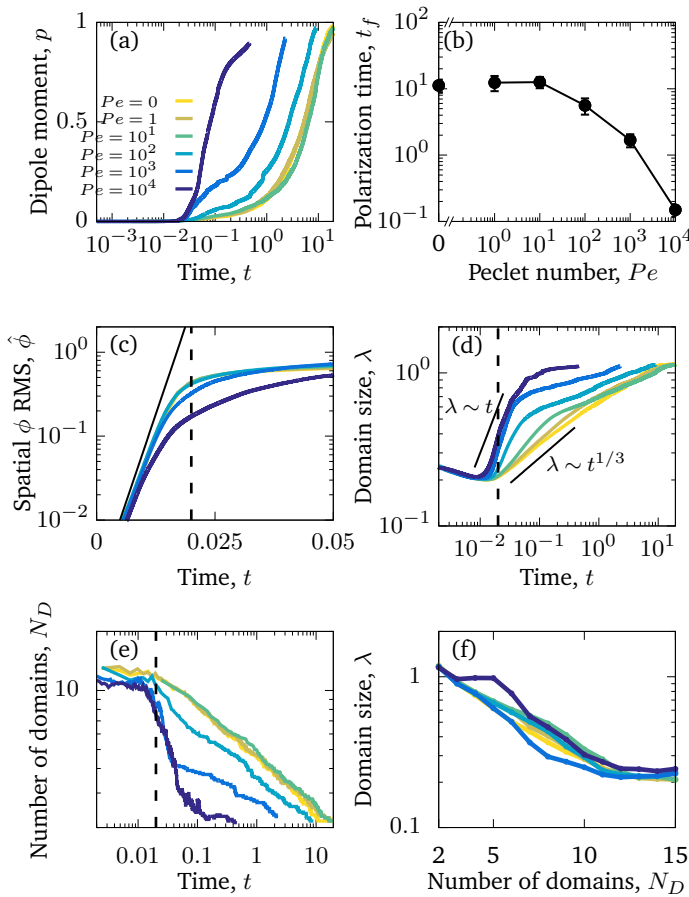 (a)
Dipole moment, p
1
0.5
0
Pe = 0
Pe = 1
Pe = 10^1
Pe = 10^2
Pe = 10^3
Pe = 10^4
10^−3 10^−2 10^−1 10^0 10^1
Time, t
(b)
Polarization time, t_f
10^2
10^1
10^0
10^−1
0 10^0 10^1 10^2 10^3 10^4
Peclet number, Pe
(c)
Spatial ϕ RMS, ϕ̂
10^0
10^−1
10^−2
0 0.025 0.05
Time, t
(d)
Domain size, λ
10^0
10^−1
λ ∼ t
λ ∼ t^1/3
10^−2 10^−1 10^0 10^1
Time, t
(e)
Number of domains, N_D
10
0.01 0.1 1 10
Time, t
(f)
Domain size, λ
1
0.1
2 5 10 15
Number of domains, N_D